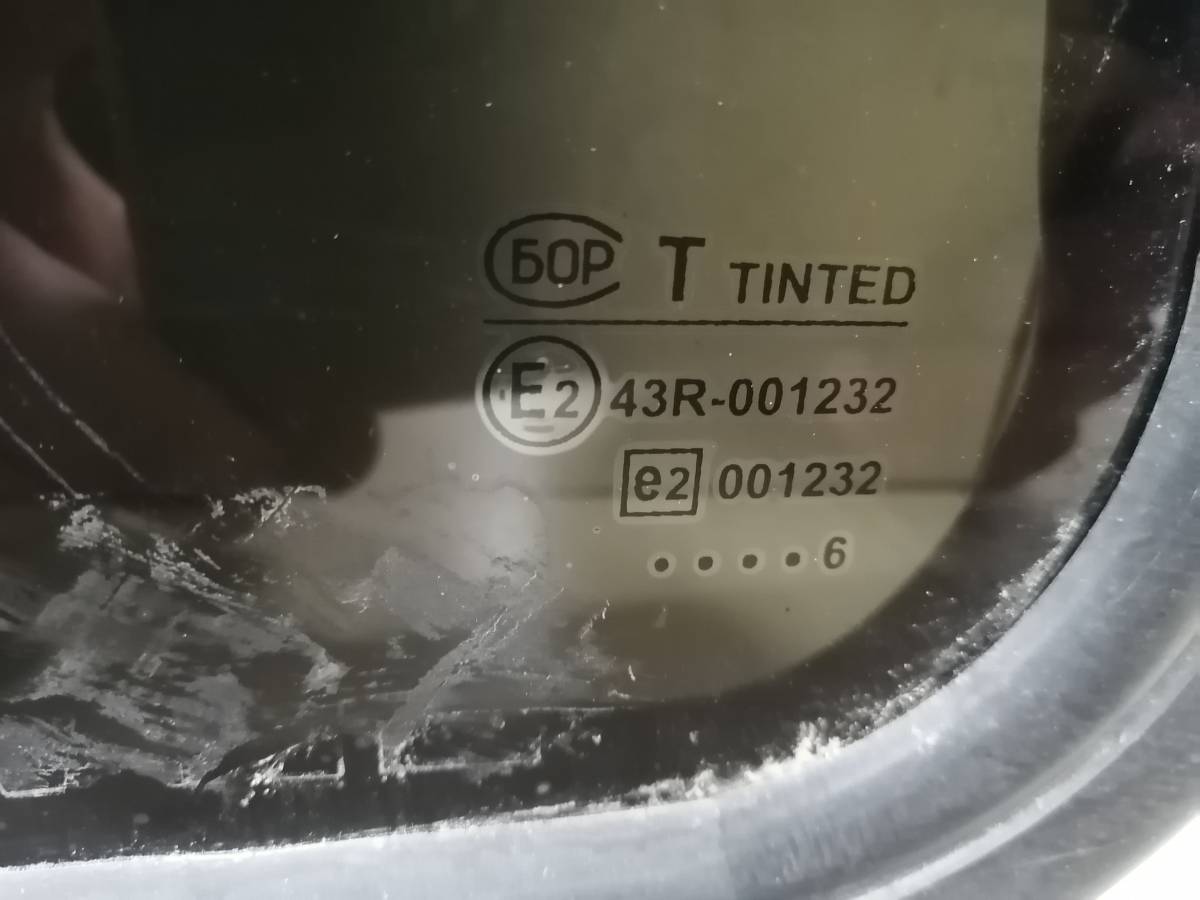 БОР T TINTED
E2 43R-001232
e2 001232
• • • • 6